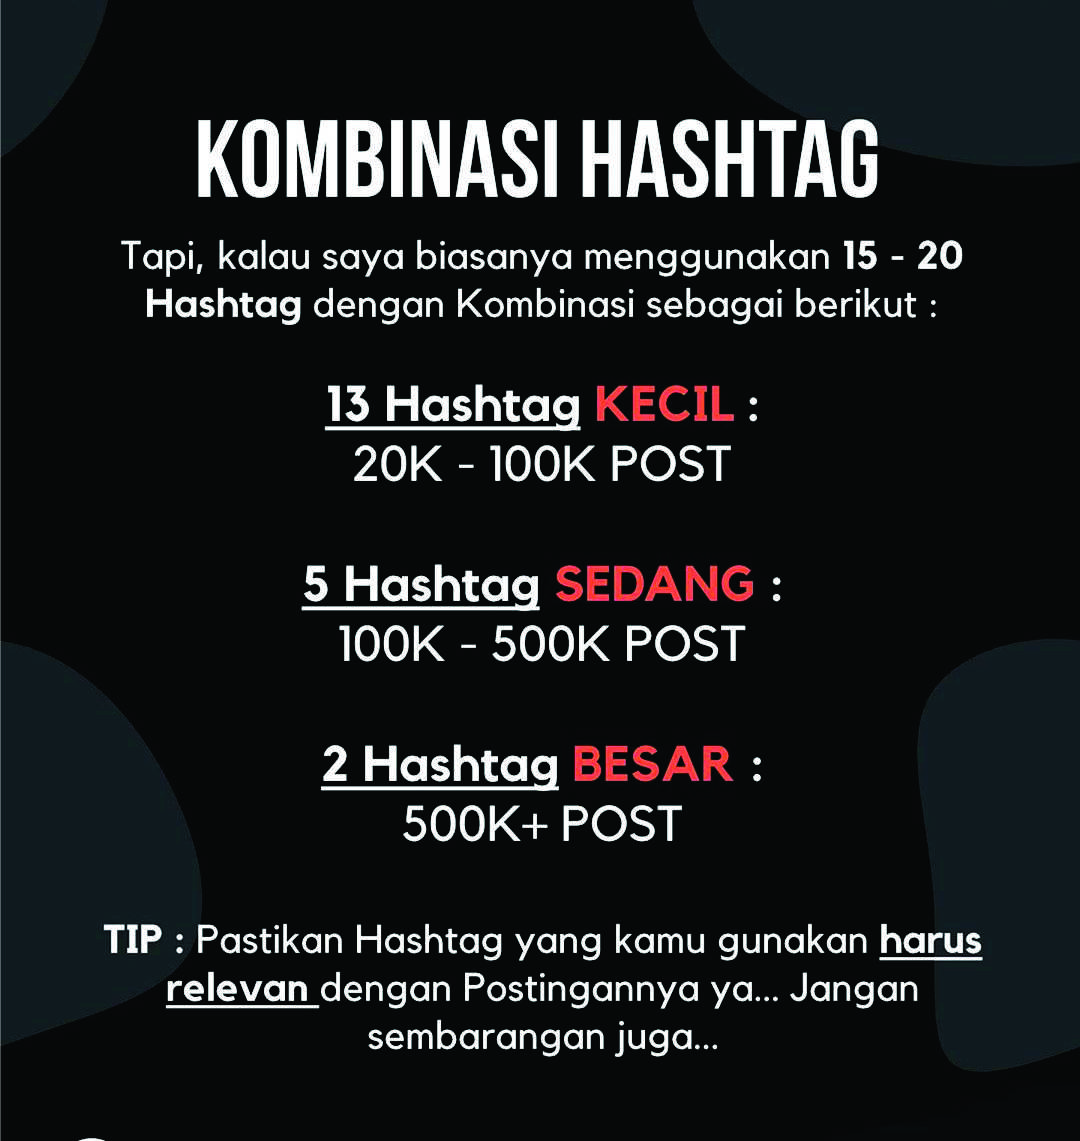 KOMBINASI HASHTAG
Tapi, kalau saya biasanya menggunakan 15 - 20
Hashtag dengan Kombinasi sebagai berikut :
13 Hashtag KECIL :
20K - 100K POST
5 Hashtag SEDANG :
100K - 500K POST
2 Hashtag BESAR :
500K+ POST
TIP : Pastikan Hashtag yang kamu gunakan harus
relevan dengan Postingannya ya... Jangan
sembarangan juga...